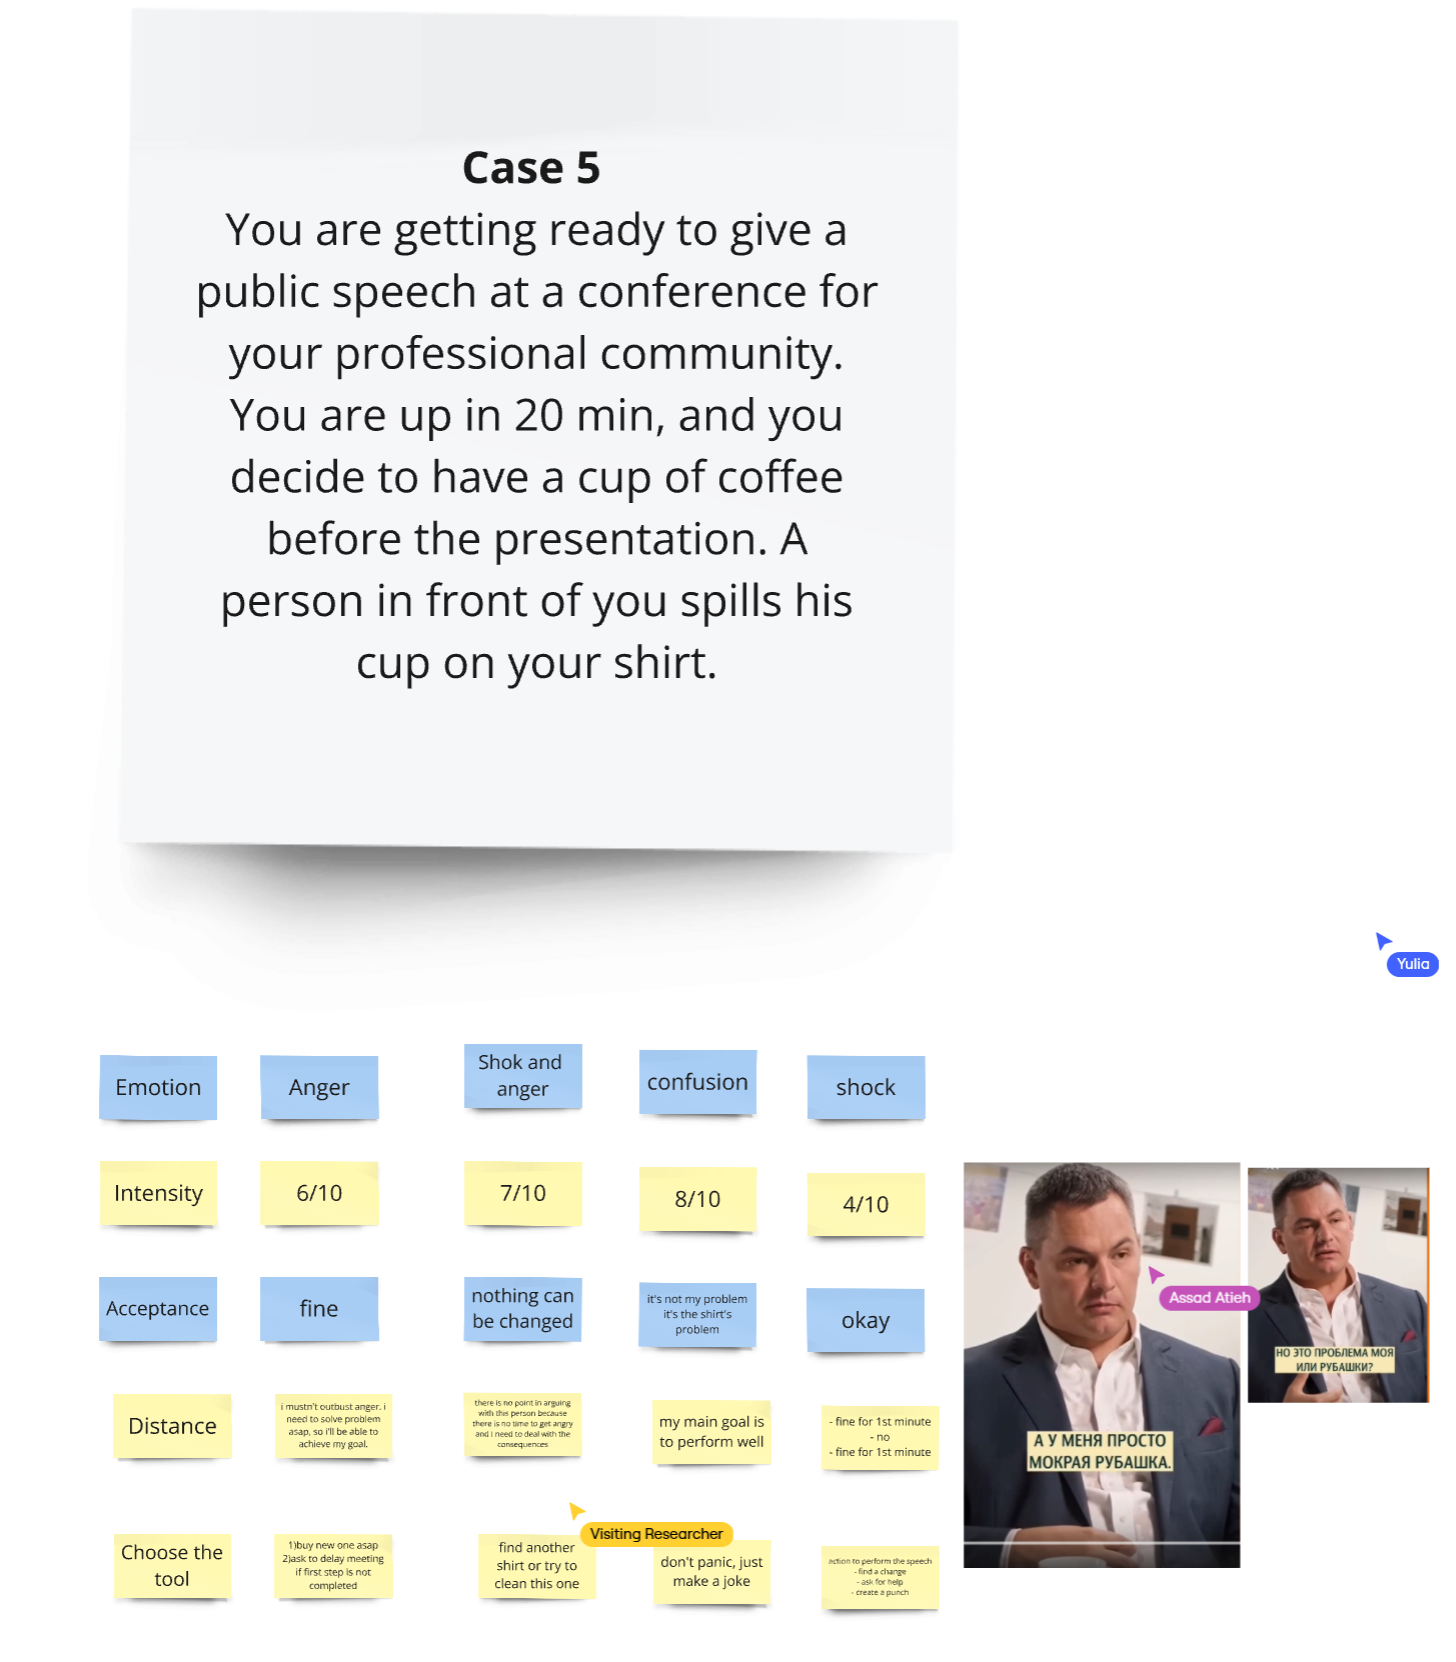 Case 5
You are getting ready to give a
public speech at a conference for
your professional community.
You are up in 20 min, and you
decide to have a cup of coffee
before the presentation. A
person in front of you spills his
cup on your shirt.
Yulia
Emotion
Anger
Shok and
anger
confusion
shock
Intensity
6/10
7/10
8/10
4/10
Acceptance
fine
nothing can
be changed
it's not my problem
it's the shirt's
problem
okay
Assad Atieh
НО ЭТО ПРОБЛЕМА МОЯ
ИЛИ РУБАШКИ?
А У МЕНЯ ПРОСТО
МОКРАЯ РУБАШКА.
Distance
i mustn't outbust anger. i
need to solve problem
asap, so i'll be able to
achieve my goal.
there is no point in arguing
with this person because
there is no time to get angry
and i need to deal with the
consequences
my main goal is
to perform well
- fine for 1st minute
- no
- fine for 1st minute
Visiting Researcher
Choose the
tool
1)buy new one asap
2)ask to delay meeting
if first step is not
completed
find another
shirt or try to
clean this one
don't panic, just
make a joke
action to perform the speech
- find a change
- ask for help
- create a punch